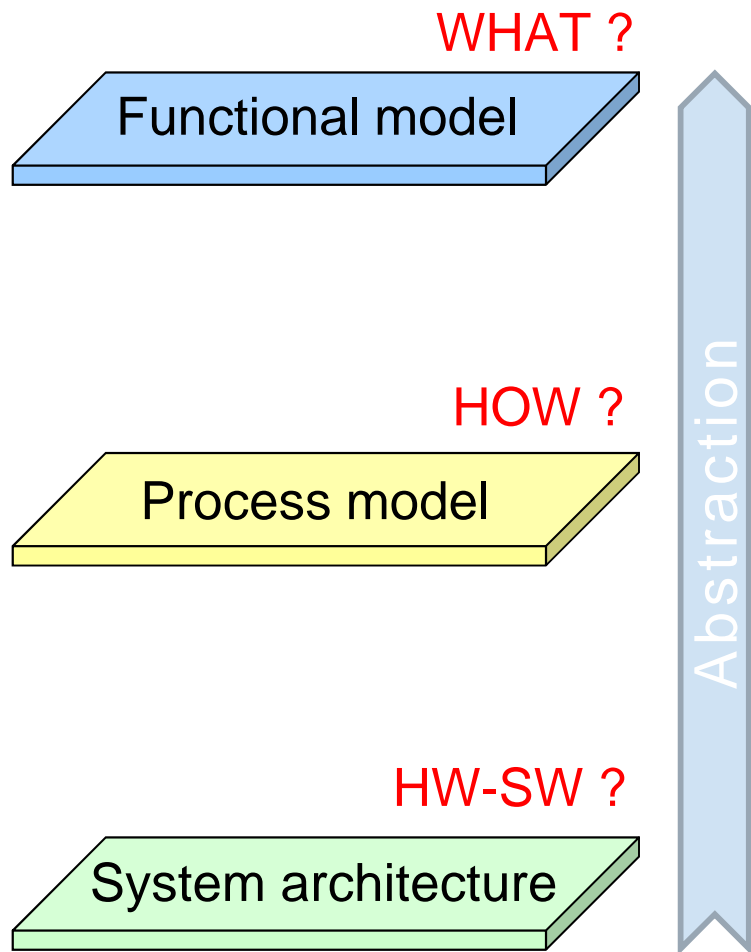 WHAT ?
Functional model
HOW ?
Process model
Abstraction
HW-SW ?
System architecture